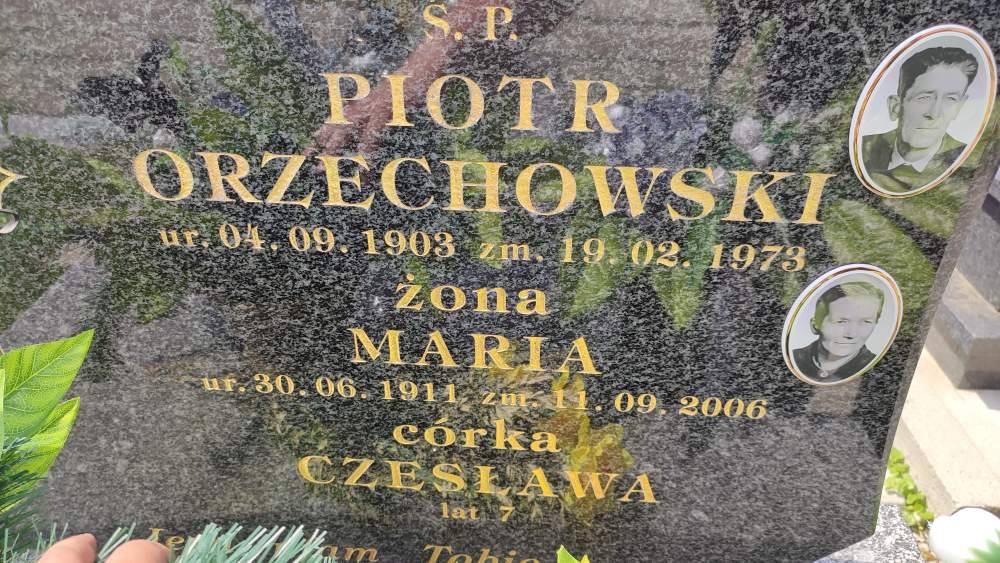 Ś. P.
PIOTR
ORZECHOWSKI
ur. 04. 09. 1903 zm. 19. 02. 1973
żona
MARIA
ur. 30. 06. 1911 zm. 11. 09. 2006
córka
CZESŁAWA
lat 7